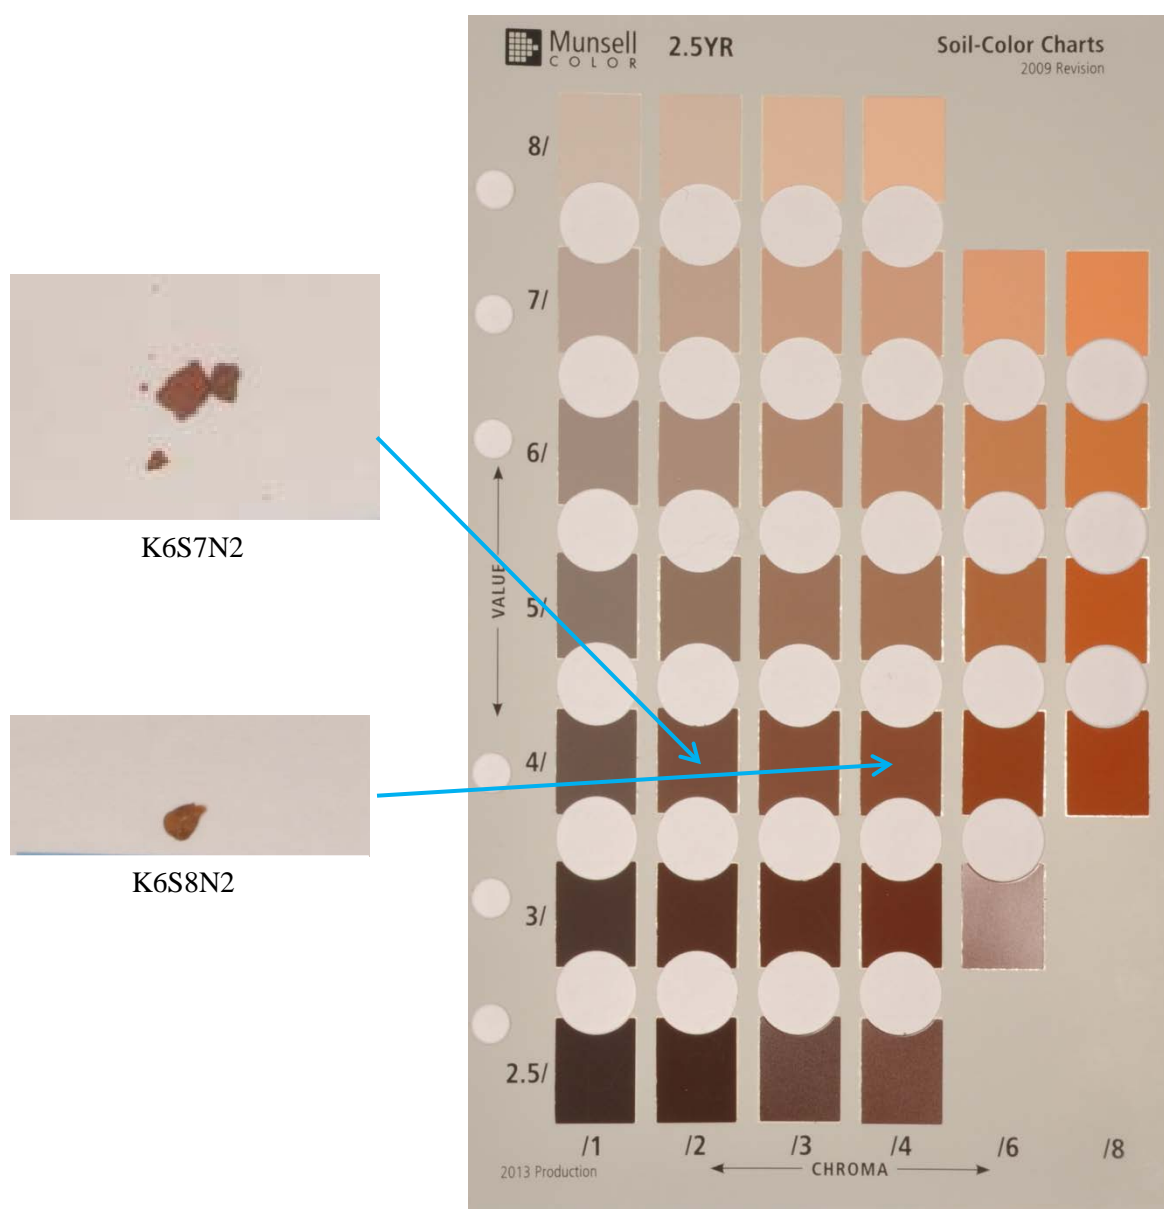 Munsell
COLOR
2.5YR
Soil-Color Charts
2009 Revision
8/
7/
6/
5/
4/
3/
2.5/
VALUE
/1 /2 /3 /4 /6 /8
CHROMA
2013 Production
K6S7N2
K6S8N2